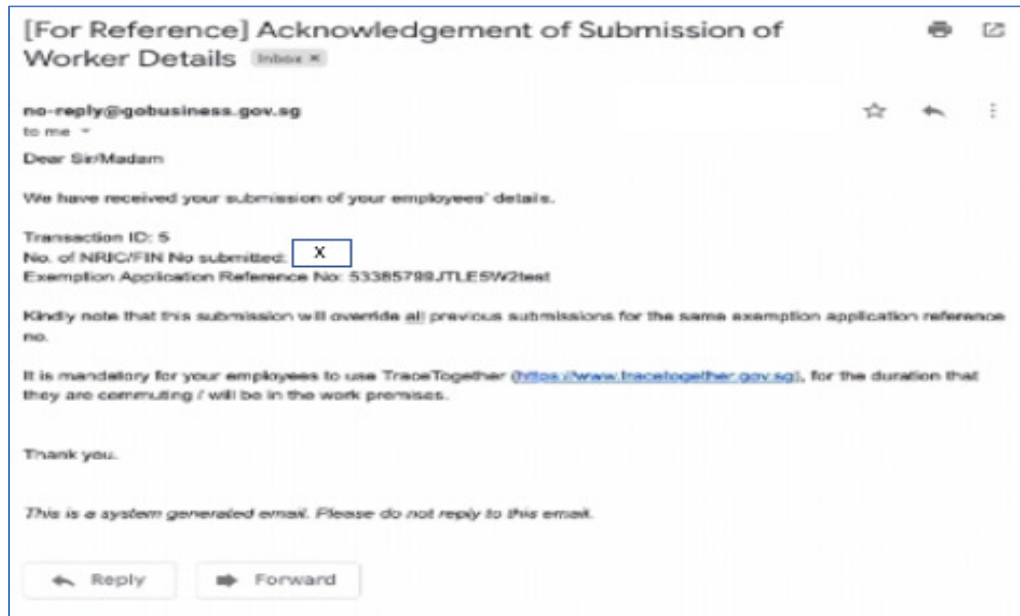 [For Reference] Acknowledgement of Submission of
Worker Details Inbox ×
no-reply@gobusiness.gov.sg
to me
Dear Sir/Madam
We have received your submission of your employees' details.
Transaction ID: 5
No. of NRIC/FIN No submitted: X
Exemption Application Reference No: 53385799JTLE5W2test
Kindly note that this submission will override all previous submissions for the same exemption application reference
no.
It is mandatory for your employees to use TraceTogether (https://www.tracetogether.gov.sg), for the duration that
they are commuting / will be in the work premises.
Thank you.
This is a system generated email. Please do not reply to this email.
Reply Forward